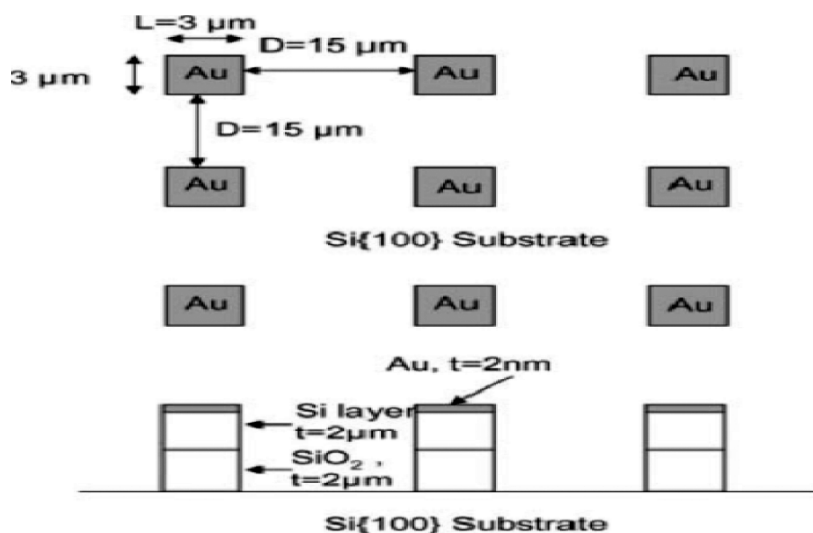 L=3 μm
D=15 μm
3 μm
Au Au Au
D=15 μm
Au Au Au
Si{100} Substrate
Au Au Au
Au, t=2nm
Si layer
t=2μm
SiO₂ ,
t=2μm
Si{100} Substrate